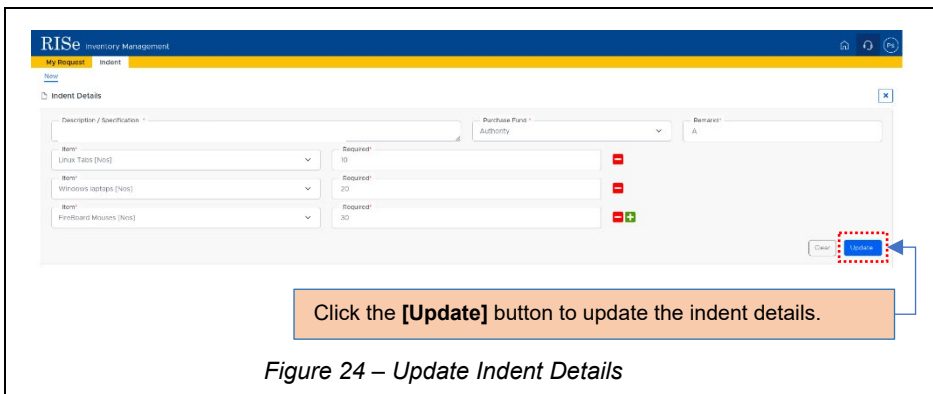 RISe Inventory Management
Ps
My Request Indent
New
Indent Details
Description / Specification * Purchase Fund * Remarks*
Authority A
Item* Required*
Linux Tabs [Nos] 10
Item* Required*
Windows laptaps [Nos] 20
Item* Required*
FireBoard Mouses [Nos] 30
Clear Update
Click the [Update] button to update the indent details.
Figure 24 – Update Indent Details